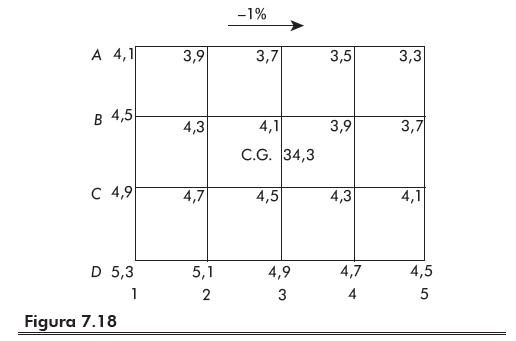 –1%
A 4,1 3,9 3,7 3,5 3,3
B 4,5 4,3 4,1 3,9 3,7
C.G. 34,3
C 4,9 4,7 4,5 4,3 4,1
D 5,3 5,1 4,9 4,7 4,5
1 2 3 4 5
Figura 7.18